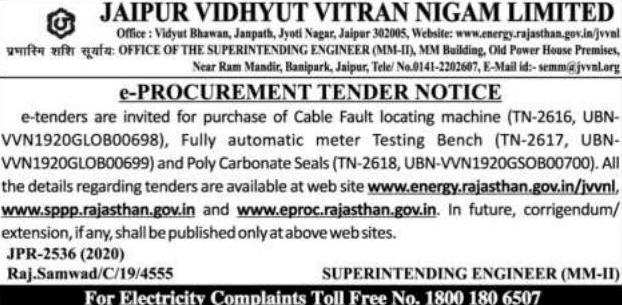 JAIPUR VIDHYUT VITRAN NIGAM LIMITED
Office : Vidyut Bhawan, Janpath, Jyoti Nagar, Jaipur 302005, Website: www.energy.rajasthan.gov.in/jvvnl
प्रभास्मि शशि सूर्यायः OFFICE OF THE SUPERINTENDING ENGINEER (MM-II), MM Building, Old Power House Premises,
Near Ram Mandir, Banipark, Jaipur, Tele/ No.0141-2202607, E-Mail id:- semm@jvvnl.org
e-PROCUREMENT TENDER NOTICE
e-tenders are invited for purchase of Cable Fault locating machine (TN-2616, UBN-
VVN1920GLOB00698), Fully automatic meter Testing Bench (TN-2617, UBN-
VVN1920GLOB00699) and Poly Carbonate Seals (TN-2618, UBN-VVN1920GSOB00700). All
the details regarding tenders are available at web site www.energy.rajasthan.gov.in/jvvnl,
www.sppp.rajasthan.gov.in and www.eproc.rajasthan.gov.in. In future, corrigendum/
extension, if any, shall be published only at above web sites.
JPR-2536 (2020)
Raj.Samwad/C/19/4555 SUPERINTENDING ENGINEER (MM-II)
For Electricity Complaints Toll Free No. 1800 180 6507